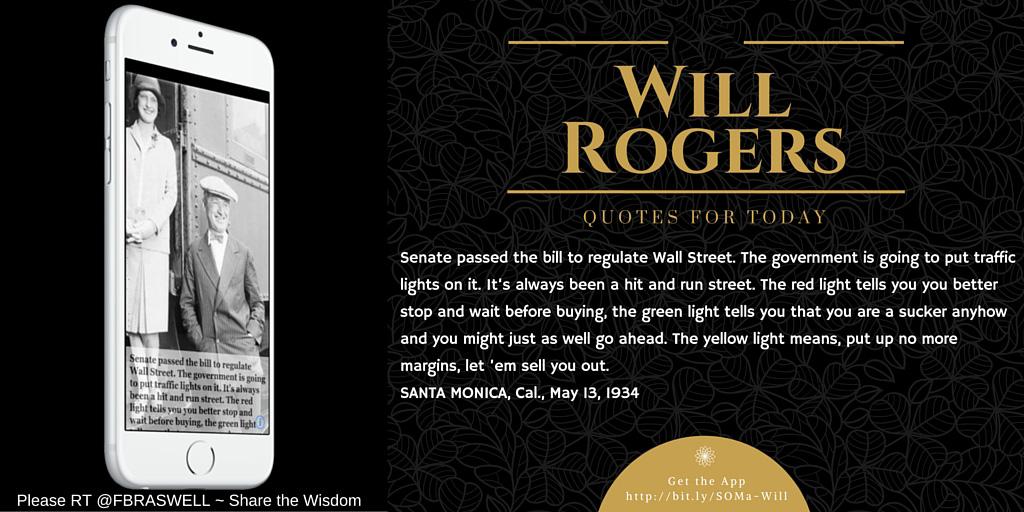 Senate passed the bill to regulate
Wall Street. The government is going
to put traffic lights on it. It's always
been a hit and run street. The red
light tells you you better stop and
wait before buying, the green light
Please RT @FBRASWELL ~ Share the Wisdom
WILL
ROGERS
QUOTES FOR TODAY
Senate passed the bill to regulate Wall Street. The government is going to put traffic
lights on it. It's always been a hit and run street. The red light tells you you better
stop and wait before buying, the green light tells you that you are a sucker anyhow
and you might just as well go ahead. The yellow light means, put up no more
margins, let 'em sell you out.
SANTA MONICA, Cal., May 13, 1934
Get the App
http://bit.ly/SOMa-Will